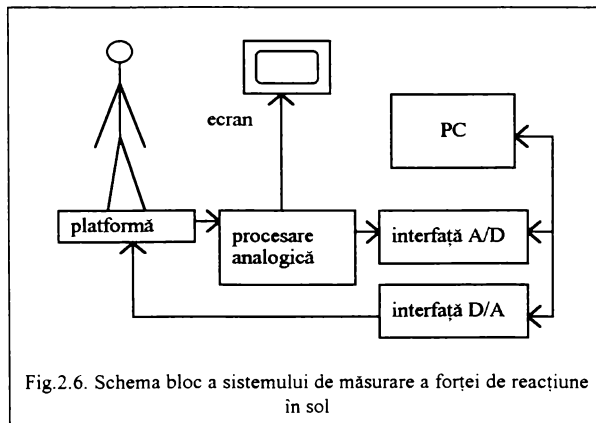 ecran
PC
platformă
procesare
analogică
interfață A/D
interfață D/A
Fig.2.6. Schema bloc a sistemului de măsurare a forței de reacțiune
în sol